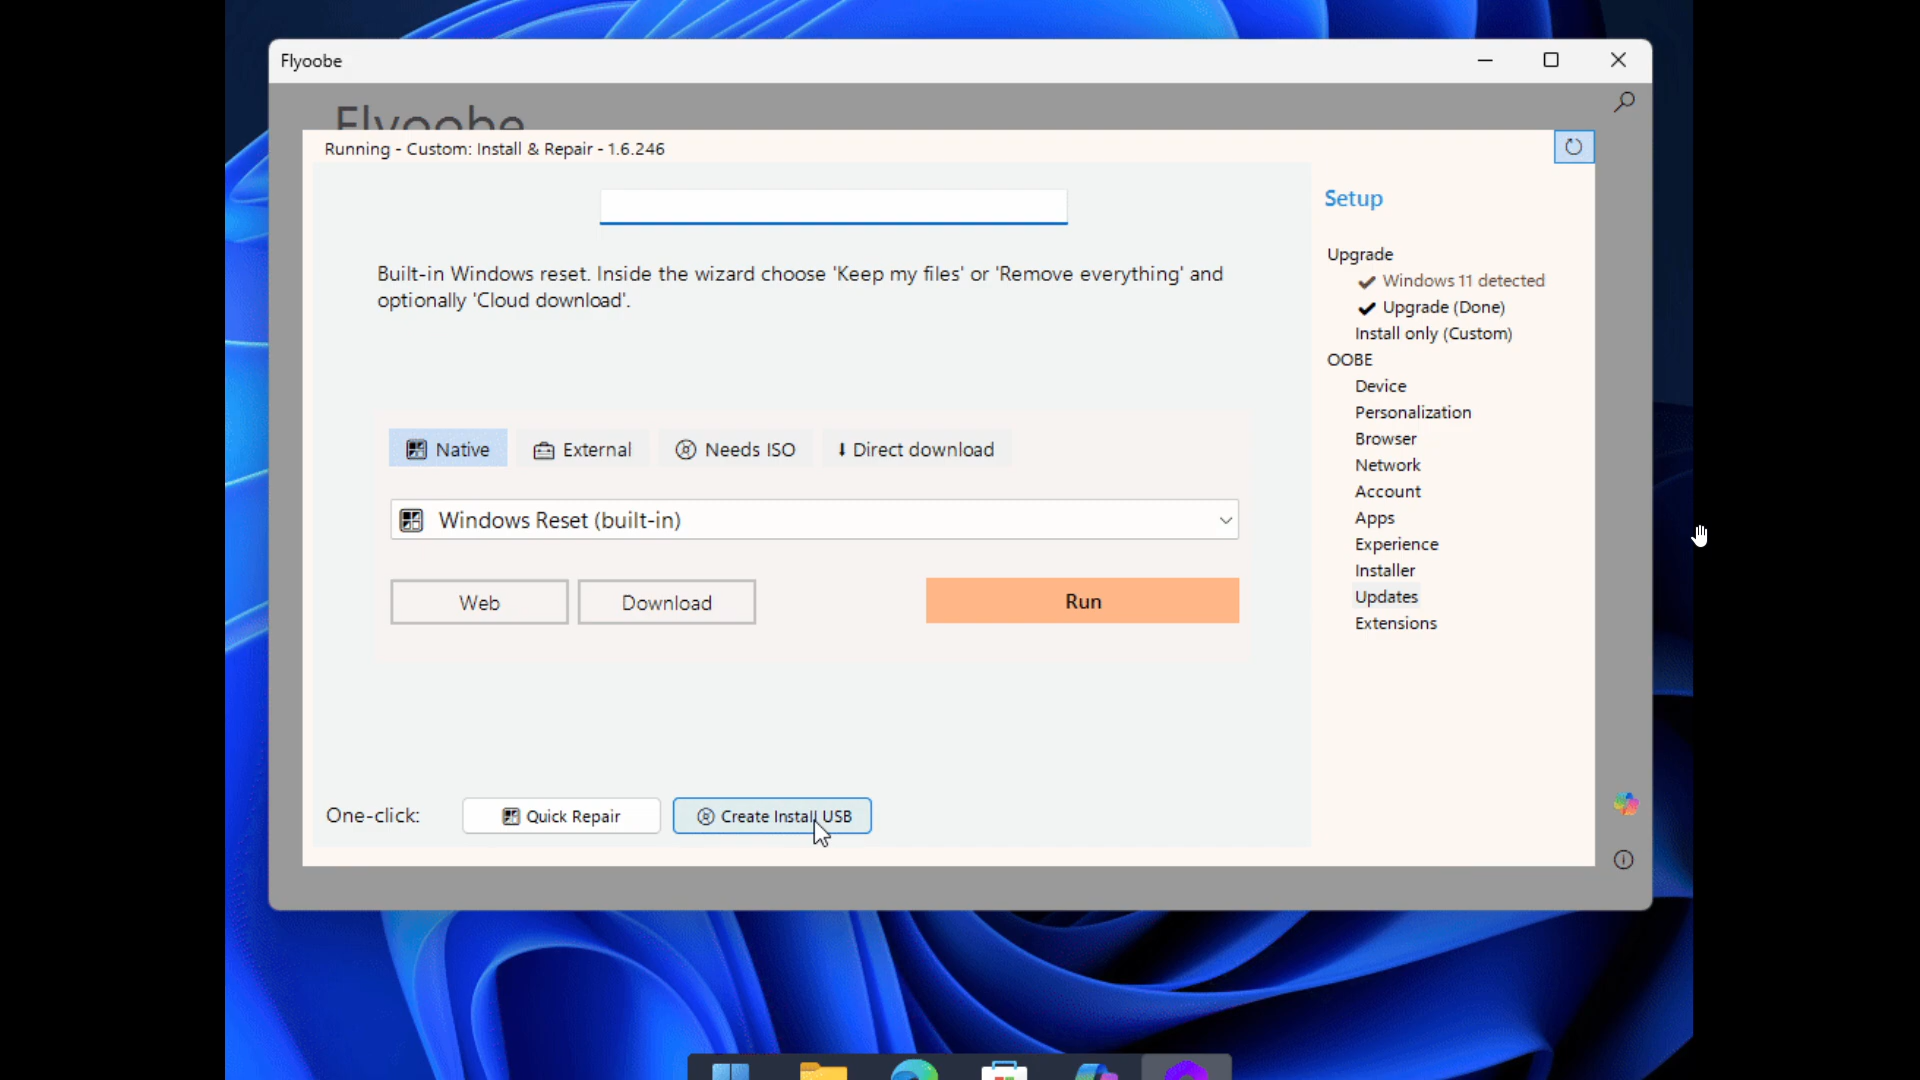 Flyoobe
Flyoobe
Running - Custom: Install & Repair - 1.6.246
Built-in Windows reset. Inside the wizard choose 'Keep my files' or 'Remove everything' and
optionally 'Cloud download'.
Native
External
Needs ISO
Direct download
Windows Reset (built-in)
Web
Download
Run
One-click:
Quick Repair
Create Install USB
Setup
Upgrade
Windows 11 detected
Upgrade (Done)
Install only (Custom)
OOBE
Device
Personalization
Browser
Network
Account
Apps
Experience
Installer
Updates
Extensions